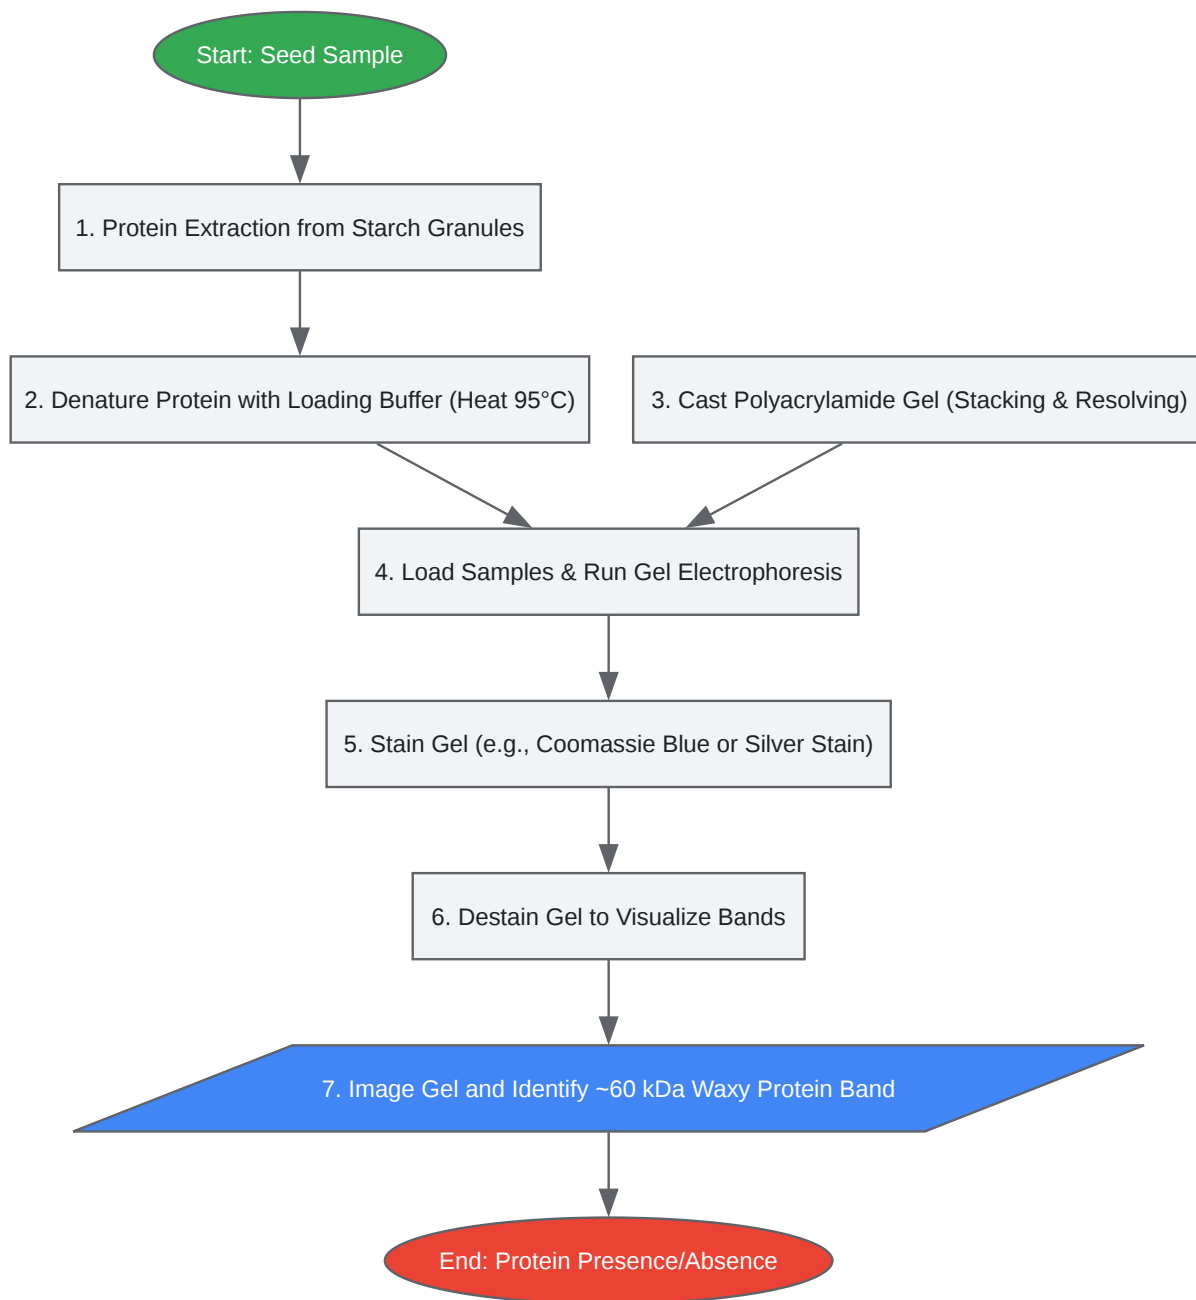 Start: Seed Sample
1. Protein Extraction from Starch Granules
2. Denature Protein with Loading Buffer (Heat 95°C)
3. Cast Polyacrylamide Gel (Stacking & Resolving)
4. Load Samples & Run Gel Electrophoresis
5. Stain Gel (e.g., Coomassie Blue or Silver Stain)
6. Destain Gel to Visualize Bands
7. Image Gel and Identify ~60 kDa Waxy Protein Band
End: Protein Presence/Absence